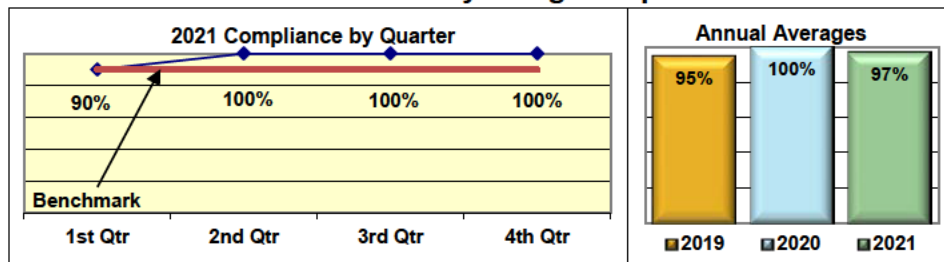 2021 Compliance by Quarter
90%
100%
100%
100%
Benchmark
1st Qtr
2nd Qtr
3rd Qtr
4th Qtr
Annual Averages
95%
100%
97%
2019
2020
2021